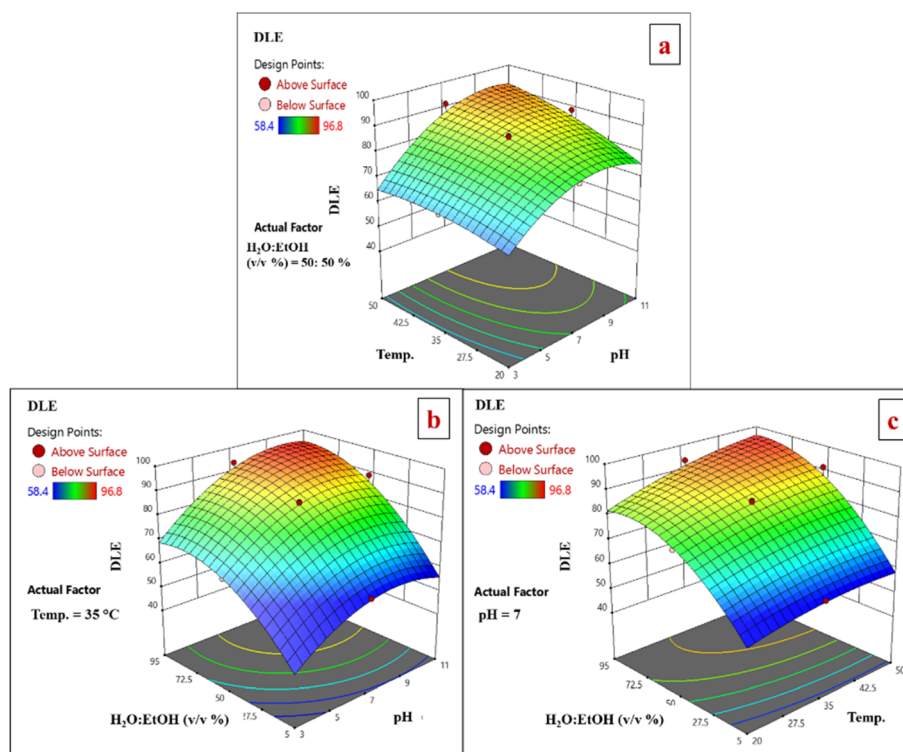 DLE
a
Design Points:
Above Surface
Below Surface
58.4 96.8
Actual Factor
H₂O:EtOH
(v/v %) = 50: 50 %
DLE
100
90
80
70
60
50
40
50
42.5
35
27.5
20
Temp.
3
5
7
9
11
pH
DLE
b
Design Points:
Above Surface
Below Surface
58.4 96.8
Actual Factor
Temp. = 35 °C
DLE
100
90
80
70
60
50
40
95
72.5
50
27.5
5
H₂O:EtOH (v/v %)
3
5
7
9
11
pH
DLE
c
Design Points:
Above Surface
Below Surface
58.4 96.8
Actual Factor
pH = 7
DLE
100
90
80
70
60
50
40
95
72.5
50
27.5
5
H₂O:EtOH (v/v %)
20
27.5
35
42.5
50
Temp.